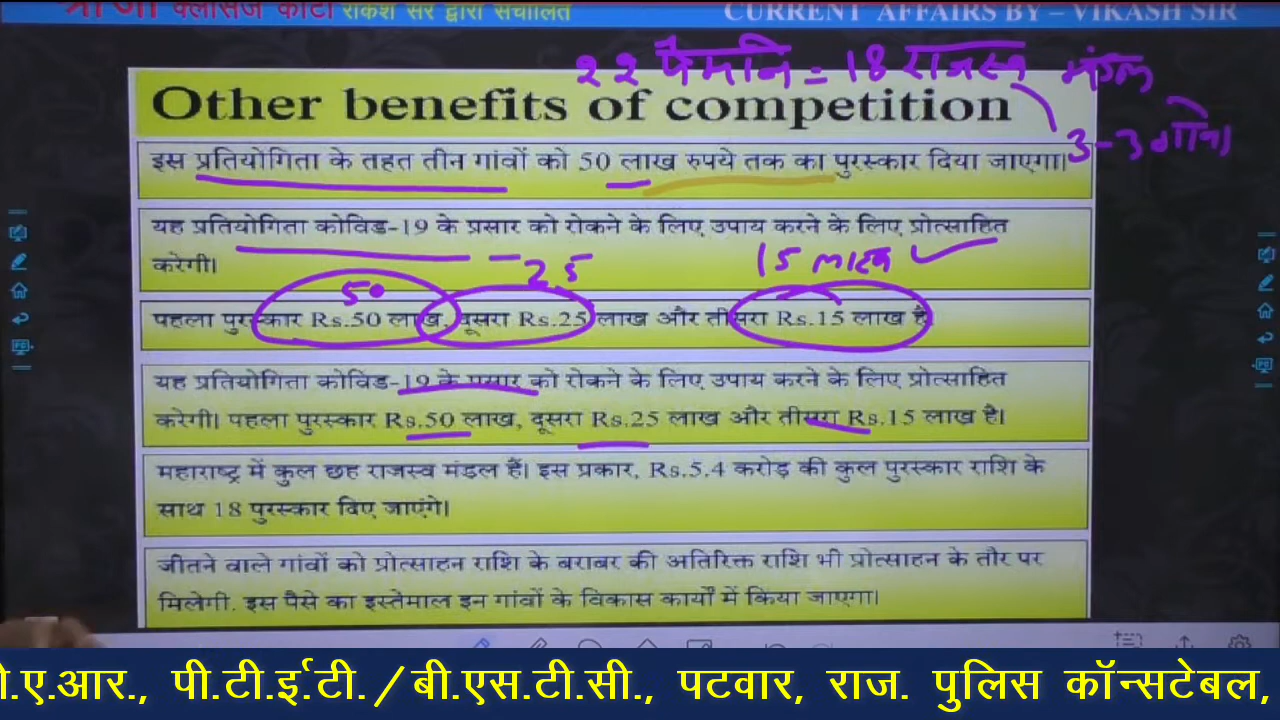 श्रीजी क्लासिज कोटा राकेश सर द्वारा संचालित
CURRENT AFFAIRS BY – VIKASH SIR
२२ पैमानि = 18 राजस्व मंडल
Other benefits of competition
3-3
इस प्रतियोगिता के तहत तीन गांवों को 50 लाख रुपये तक का पुरस्कार दिया जाएगा।
यह प्रतियोगिता कोविड-19 के प्रसार को रोकने के लिए उपाय करने के लिए प्रोत्साहित
करेगी।
25
15 लाख
50
पहला पुरस्कार Rs.50 लाख, दूसरा Rs.25 लाख और तीसरा Rs.15 लाख है
यह प्रतियोगिता कोविड-19 के प्रसार को रोकने के लिए उपाय करने के लिए प्रोत्साहित
करेगी। पहला पुरस्कार Rs.50 लाख, दूसरा Rs.25 लाख और तीसरा Rs.15 लाख है।
महाराष्ट्र में कुल छह राजस्व मंडल हैं। इस प्रकार, Rs.5.4 करोड़ की कुल पुरस्कार राशि के
साथ 18 पुरस्कार दिए जाएंगे।
जीतने वाले गांवों को प्रोत्साहन राशि के बराबर की अतिरिक्त राशि भी प्रोत्साहन के तौर पर
मिलेगी. इस पैसे का इस्तेमाल इन गांवों के विकास कार्यों में किया जाएगा।
ी.ए.आर., पी.टी.ई.टी./बी.एस.टी.सी., पटवार, राज. पुलिस कॉन्सटेबल,